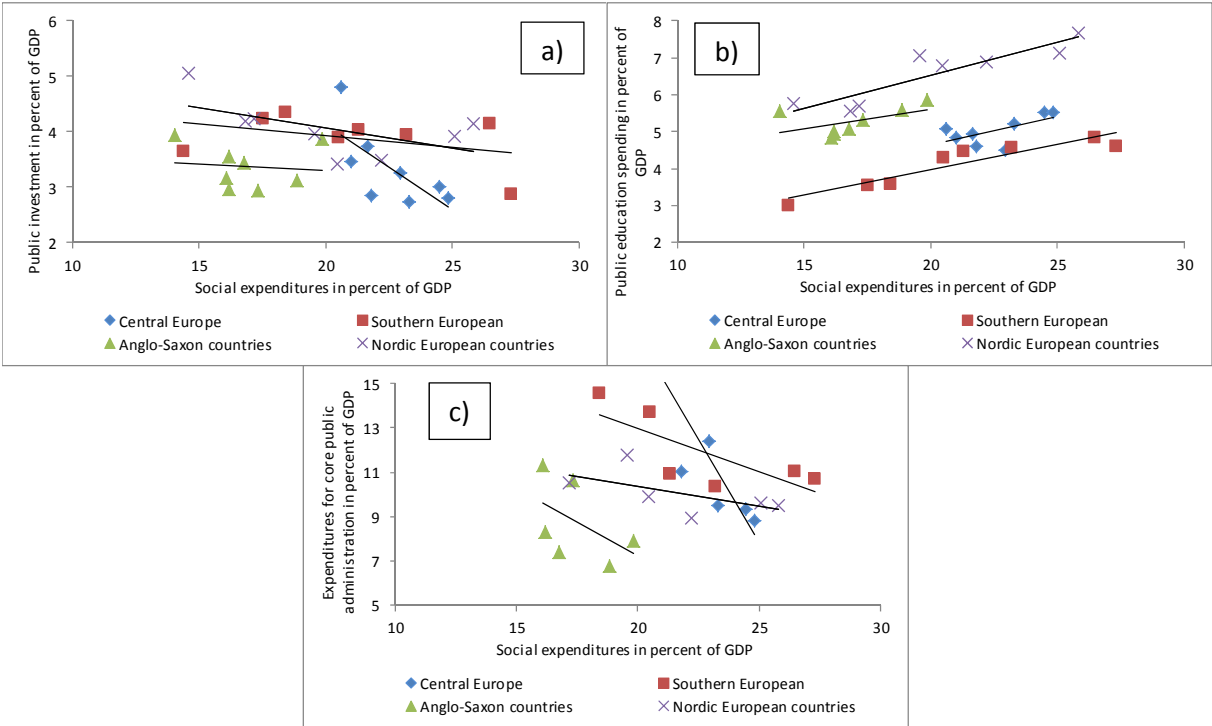 a)
Public investment in percent of GDP
6
5
4
3
2
10 15 20 25 30
Social expenditures in percent of GDP
Central Europe Southern European
Anglo-Saxon countries Nordic European countries
b)
Public education spending in percent of
GDP
8
7
6
5
4
3
2
10 15 20 25 30
Social expenditures in percent of GDP
Central Europe Southern European
Anglo-Saxon countries Nordic European countries
c)
Expenditures for core public
administration in percent of GDP
15
13
11
9
7
5
10 15 20 25 30
Social expenditures in percent of GDP
Central Europe Southern European
Anglo-Saxon countries Nordic European countries